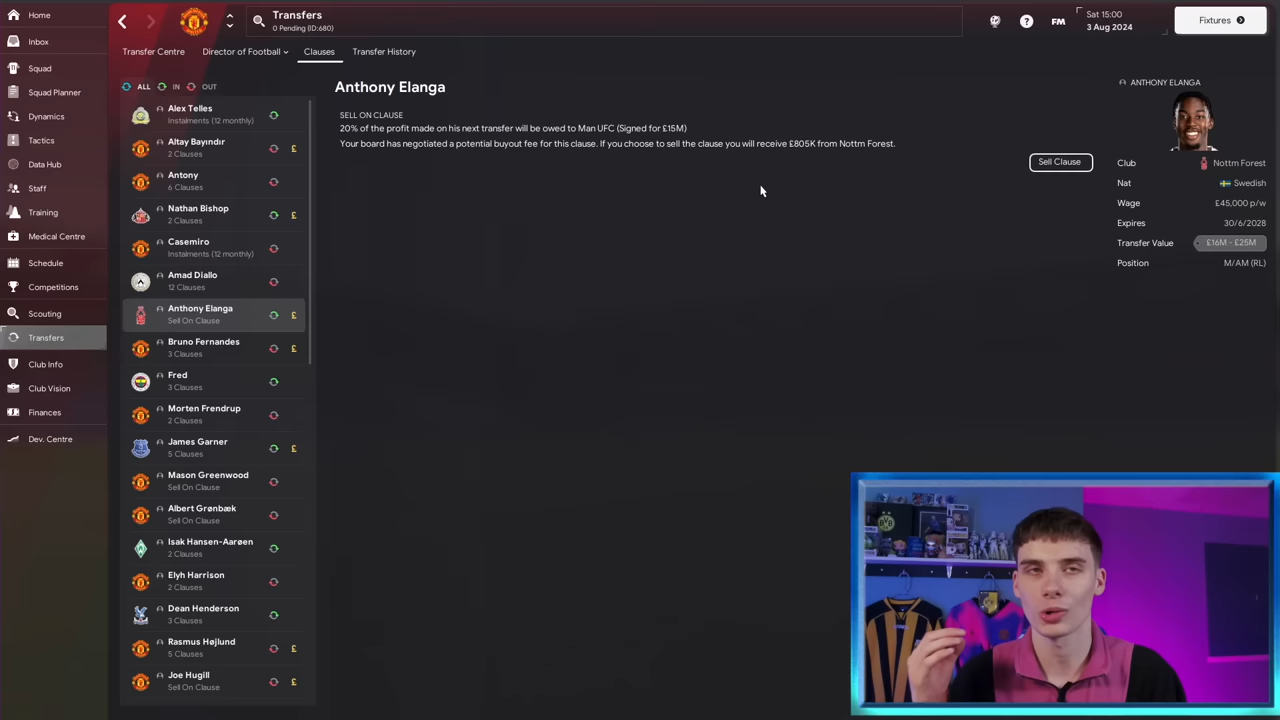 Home
Inbox
Squad
Squad Planner
Dynamics
Tactics
Data Hub
Staff
Training
Medical Centre
Schedule
Competitions
Scouting
Transfers
Club Info
Club Vision
Finances
Dev. Centre
Transfers
0 Pending (ID:680)
FM
Sat 15:00
3 Aug 2024
Fixtures
Transfer Centre
Director of Football
Clauses
Transfer History
ALL IN OUT
Alex Telles
Instalments (12 monthly)
Altay Bayındır
2 Clauses
£
Antony
6 Clauses
Nathan Bishop
2 Clauses
£
Casemiro
Instalments (12 monthly)
Amad Diallo
12 Clauses
Anthony Elanga
Sell On Clause
£
Bruno Fernandes
3 Clauses
£
Fred
3 Clauses
Morten Frendrup
2 Clauses
James Garner
5 Clauses
£
Mason Greenwood
Sell On Clause
Albert Grønbæk
Sell On Clause
Isak Hansen-Aarøen
2 Clauses
Elyh Harrison
2 Clauses
Dean Henderson
3 Clauses
Rasmus Højlund
5 Clauses
£
Joe Hugill
Sell On Clause
£
Anthony Elanga
SELL ON CLAUSE
20% of the profit made on his next transfer will be owed to Man UFC (Signed for £15M)
Your board has negotiated a potential buyout fee for this clause. If you choose to sell the clause you will receive £805K from Nottm Forest.
Sell Clause
ANTHONY ELANGA
Club Nottm Forest
Nat Swedish
Wage £45,000 p/w
Expires 30/6/2028
Transfer Value £16M - £25M
Position M/AM (RL)
BVB